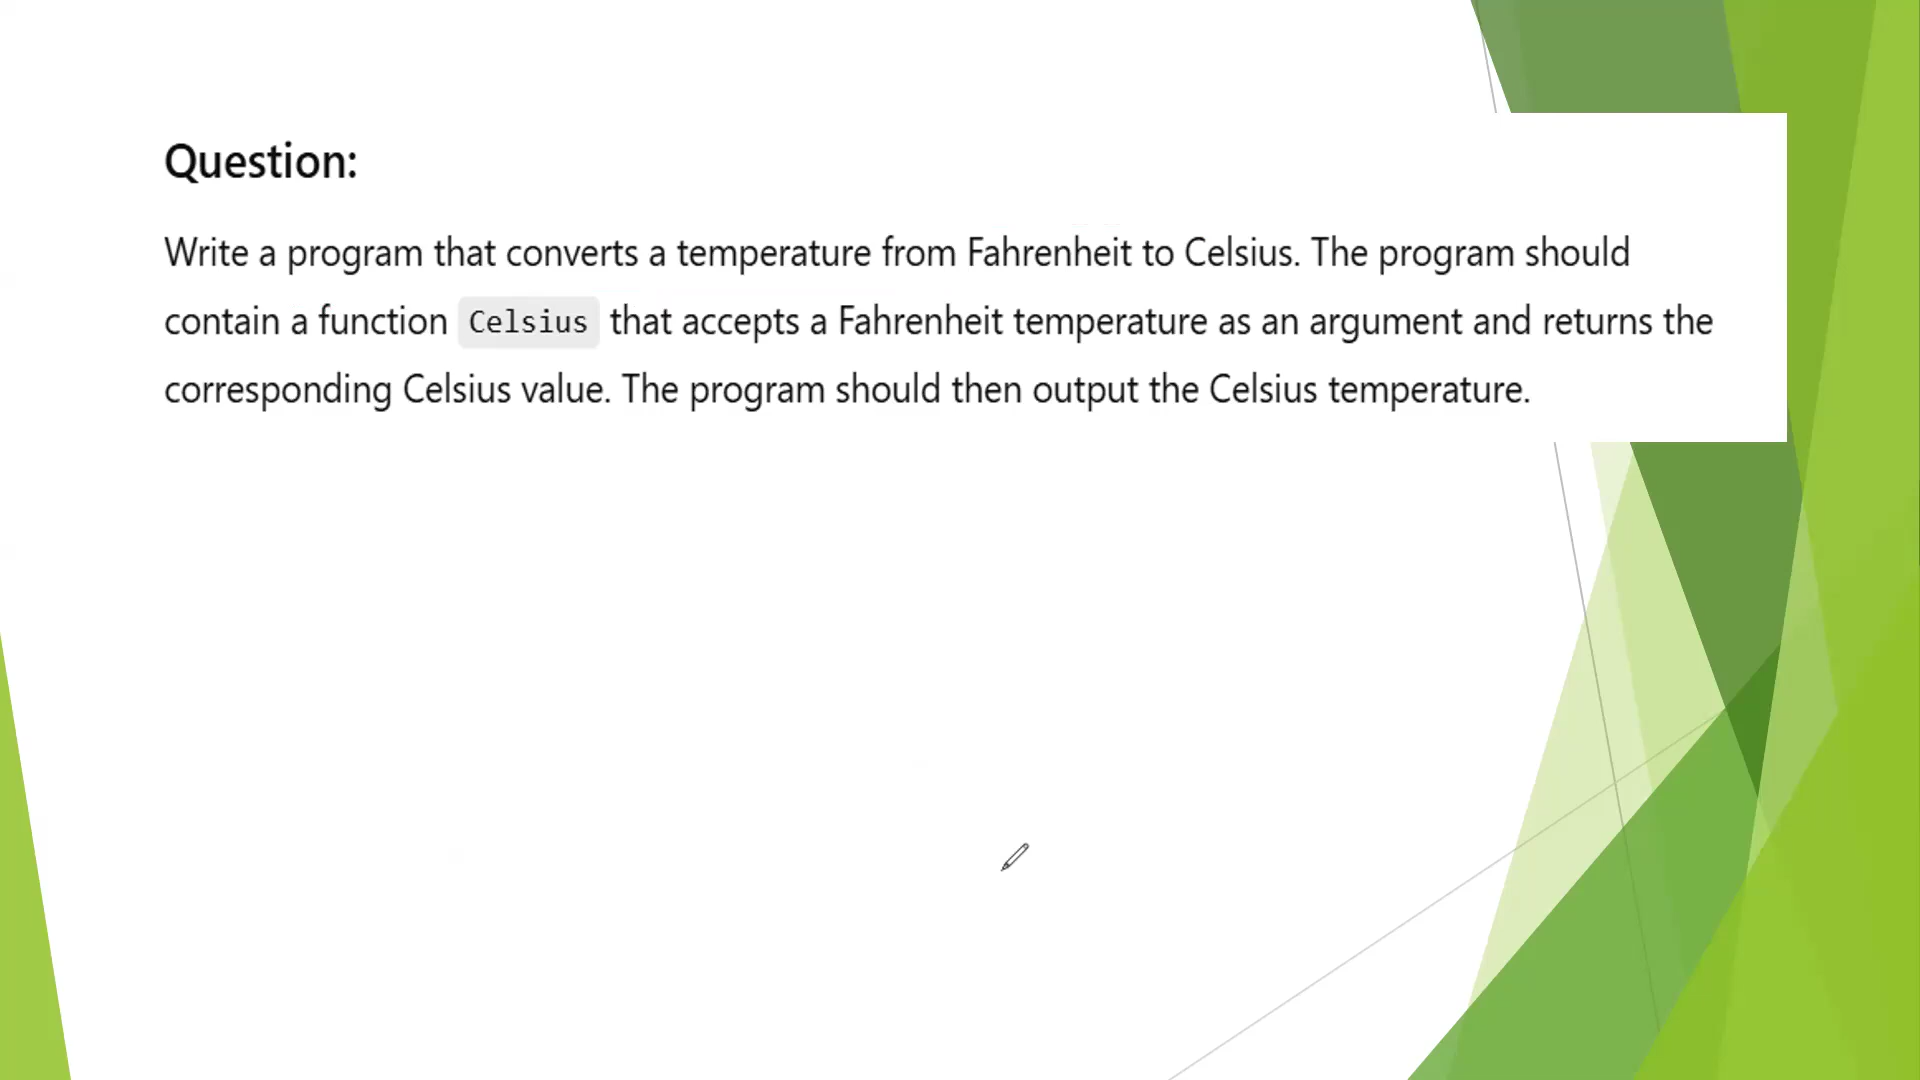 Question:
Write a program that converts a temperature from Fahrenheit to Celsius. The program should
contain a function Celsius that accepts a Fahrenheit temperature as an argument and returns the
corresponding Celsius value. The program should then output the Celsius temperature.